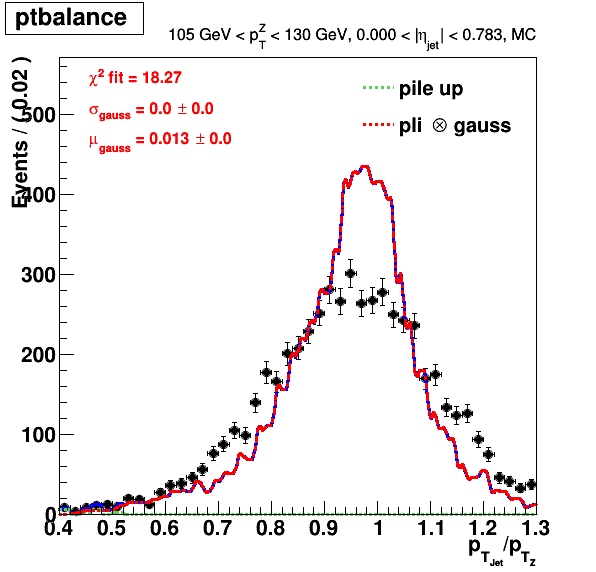 ptbalance
105 GeV < p_T^Z < 130 GeV, 0.000 < |η_jet| < 0.783, MC
Events / ( 0.02 )
χ² fit = 18.27
σ_gauss = 0.0 ± 0.0
μ_gauss = 0.013 ± 0.0
pile up
pli ⊗ gauss
500
400
300
200
100
0
0.4 0.5 0.6 0.7 0.8 0.9 1 1.1 1.2 1.3
p_T_Jet/p_T_Z